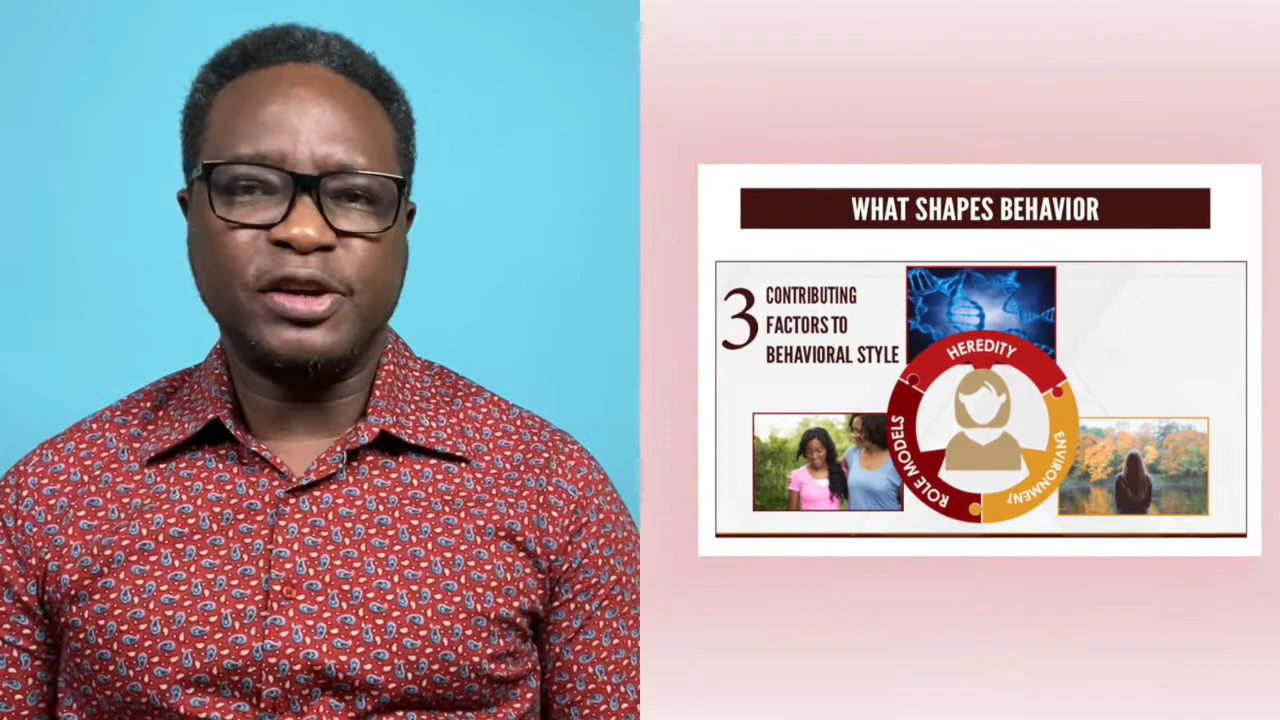 WHAT SHAPES BEHAVIOR
3
CONTRIBUTING
FACTORS TO
BEHAVIORAL STYLE
HEREDITY
ROLE MODELS
ENVIRONMENT